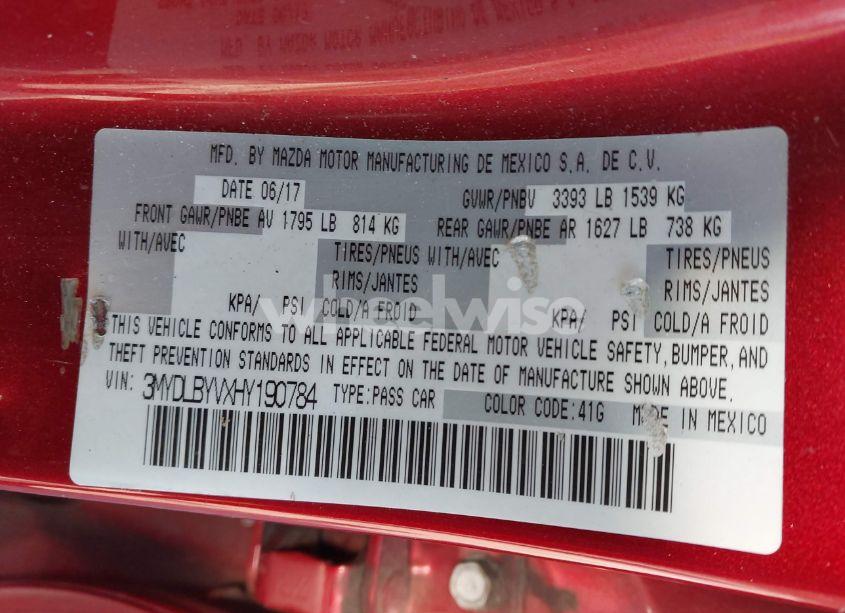 MFD. BY MAZDA MOTOR MANUFACTURING DE MEXICO S.A. DE C.V.
DATE 06/17 GVWR/PNBV 3393 LB 1539 KG
FRONT GAWR/PNBE AV 1795 LB 814 KG REAR GAWR/PNBE AR 1627 LB 738 KG
WITH/AVEC TIRES/PNEUS WITH/AVEC TIRES/PNEUS
RIMS/JANTES RIMS/JANTES
KPA/ PSI COLD/A FROID KPA/ PSI COLD/A FROID
wheelwise
THIS VEHICLE CONFORMS TO ALL APPLICABLE FEDERAL MOTOR VEHICLE SAFETY, BUMPER, AND
THEFT PREVENTION STANDARDS IN EFFECT ON THE DATE OF MANUFACTURE SHOWN ABOVE.
VIN: 3MYDLBYVXHY190784 TYPE:PASS CAR COLOR CODE:41G MADE IN MEXICO